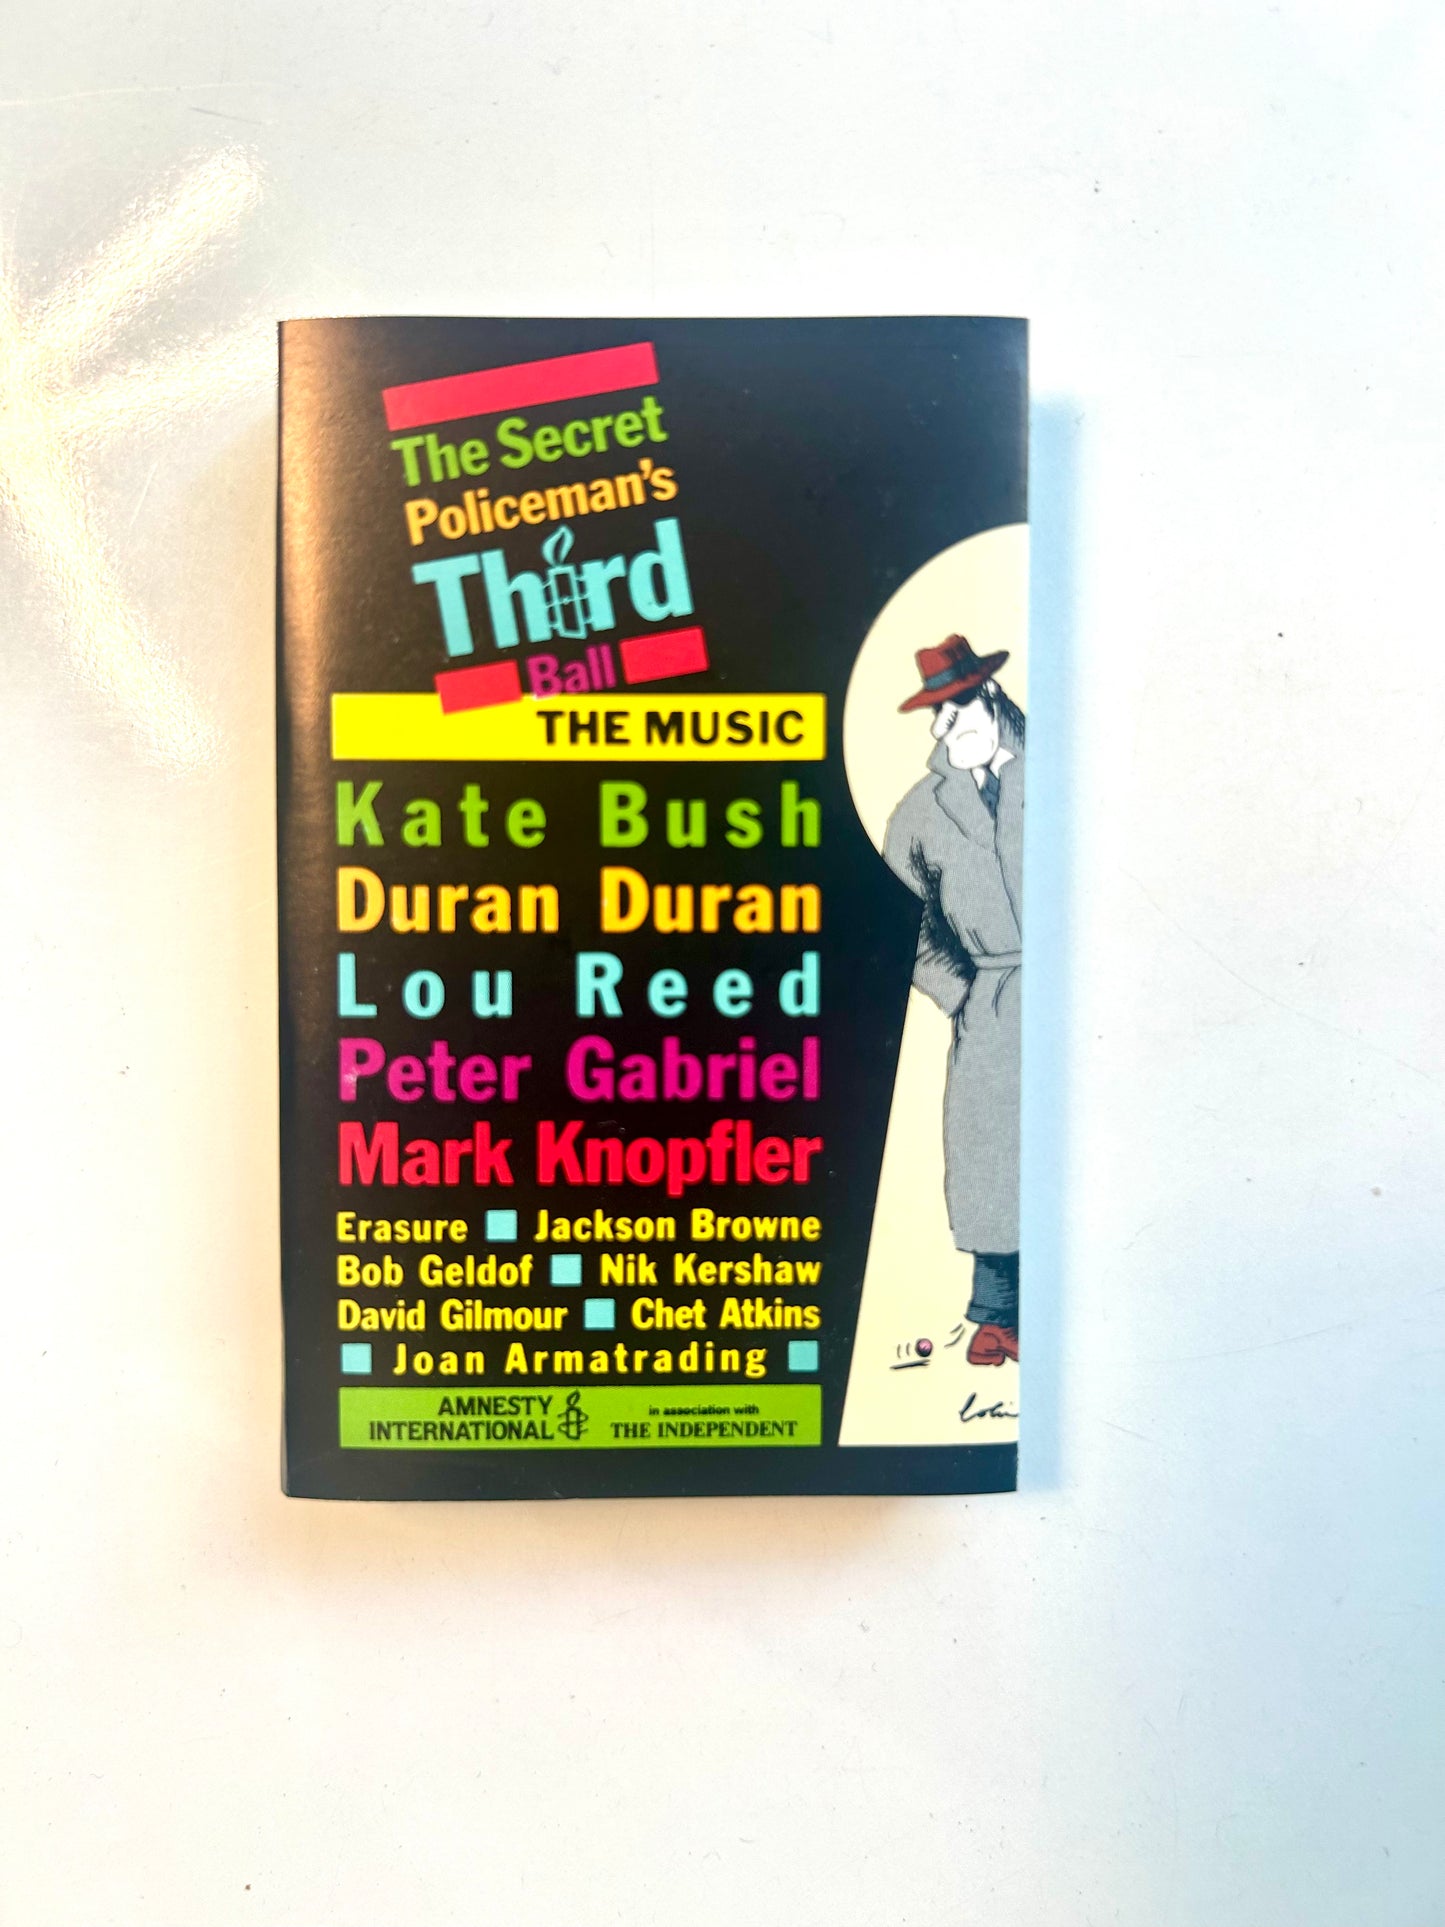 The Secret
Policeman's
Third
Ball
THE MUSIC
Kate Bush
Duran Duran
Lou Reed
Peter Gabriel
Mark Knopfler
Erasure Jackson Browne
Bob Geldof Nik Kershaw
David Gilmour Chet Atkins
Joan Armatrading
AMNESTY
INTERNATIONAL
in association with
THE INDEPENDENT